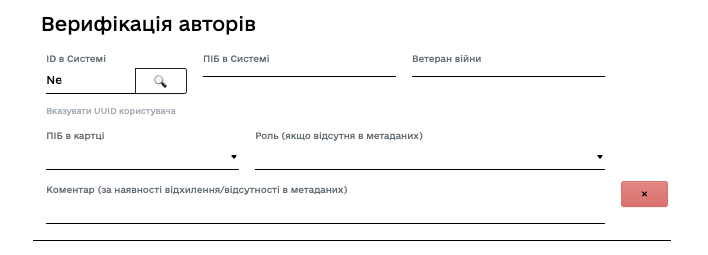 Верифікація авторів
ID в Системі
ПІБ в Системі
Ветеран війни
№
Вказувати UUID користувача
ПІБ в картці
Роль (якщо відсутня в метаданих)
Коментар (за наявності відхилення/відсутності в метаданих)
×